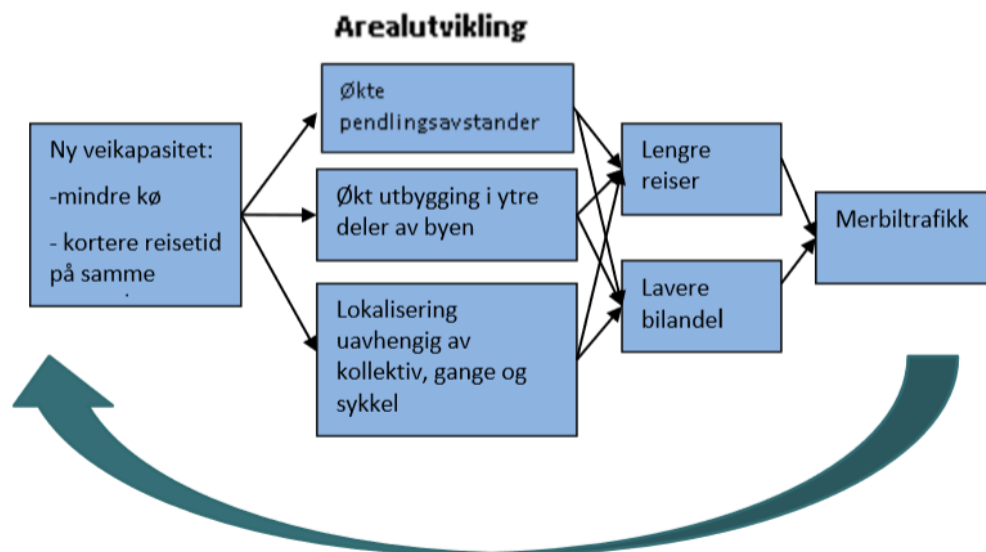 Arealutvikling
Ny veikapasitet:
-mindre kø
- kortere reisetid
på samme
Økte
pendlingsavstander
Økt utbygging i ytre
deler av byen
Lokalisering
uavhengig av
kollektiv, gange og
sykkel
Lengre
reiser
Lavere
bilandel
Merbiltrafikk